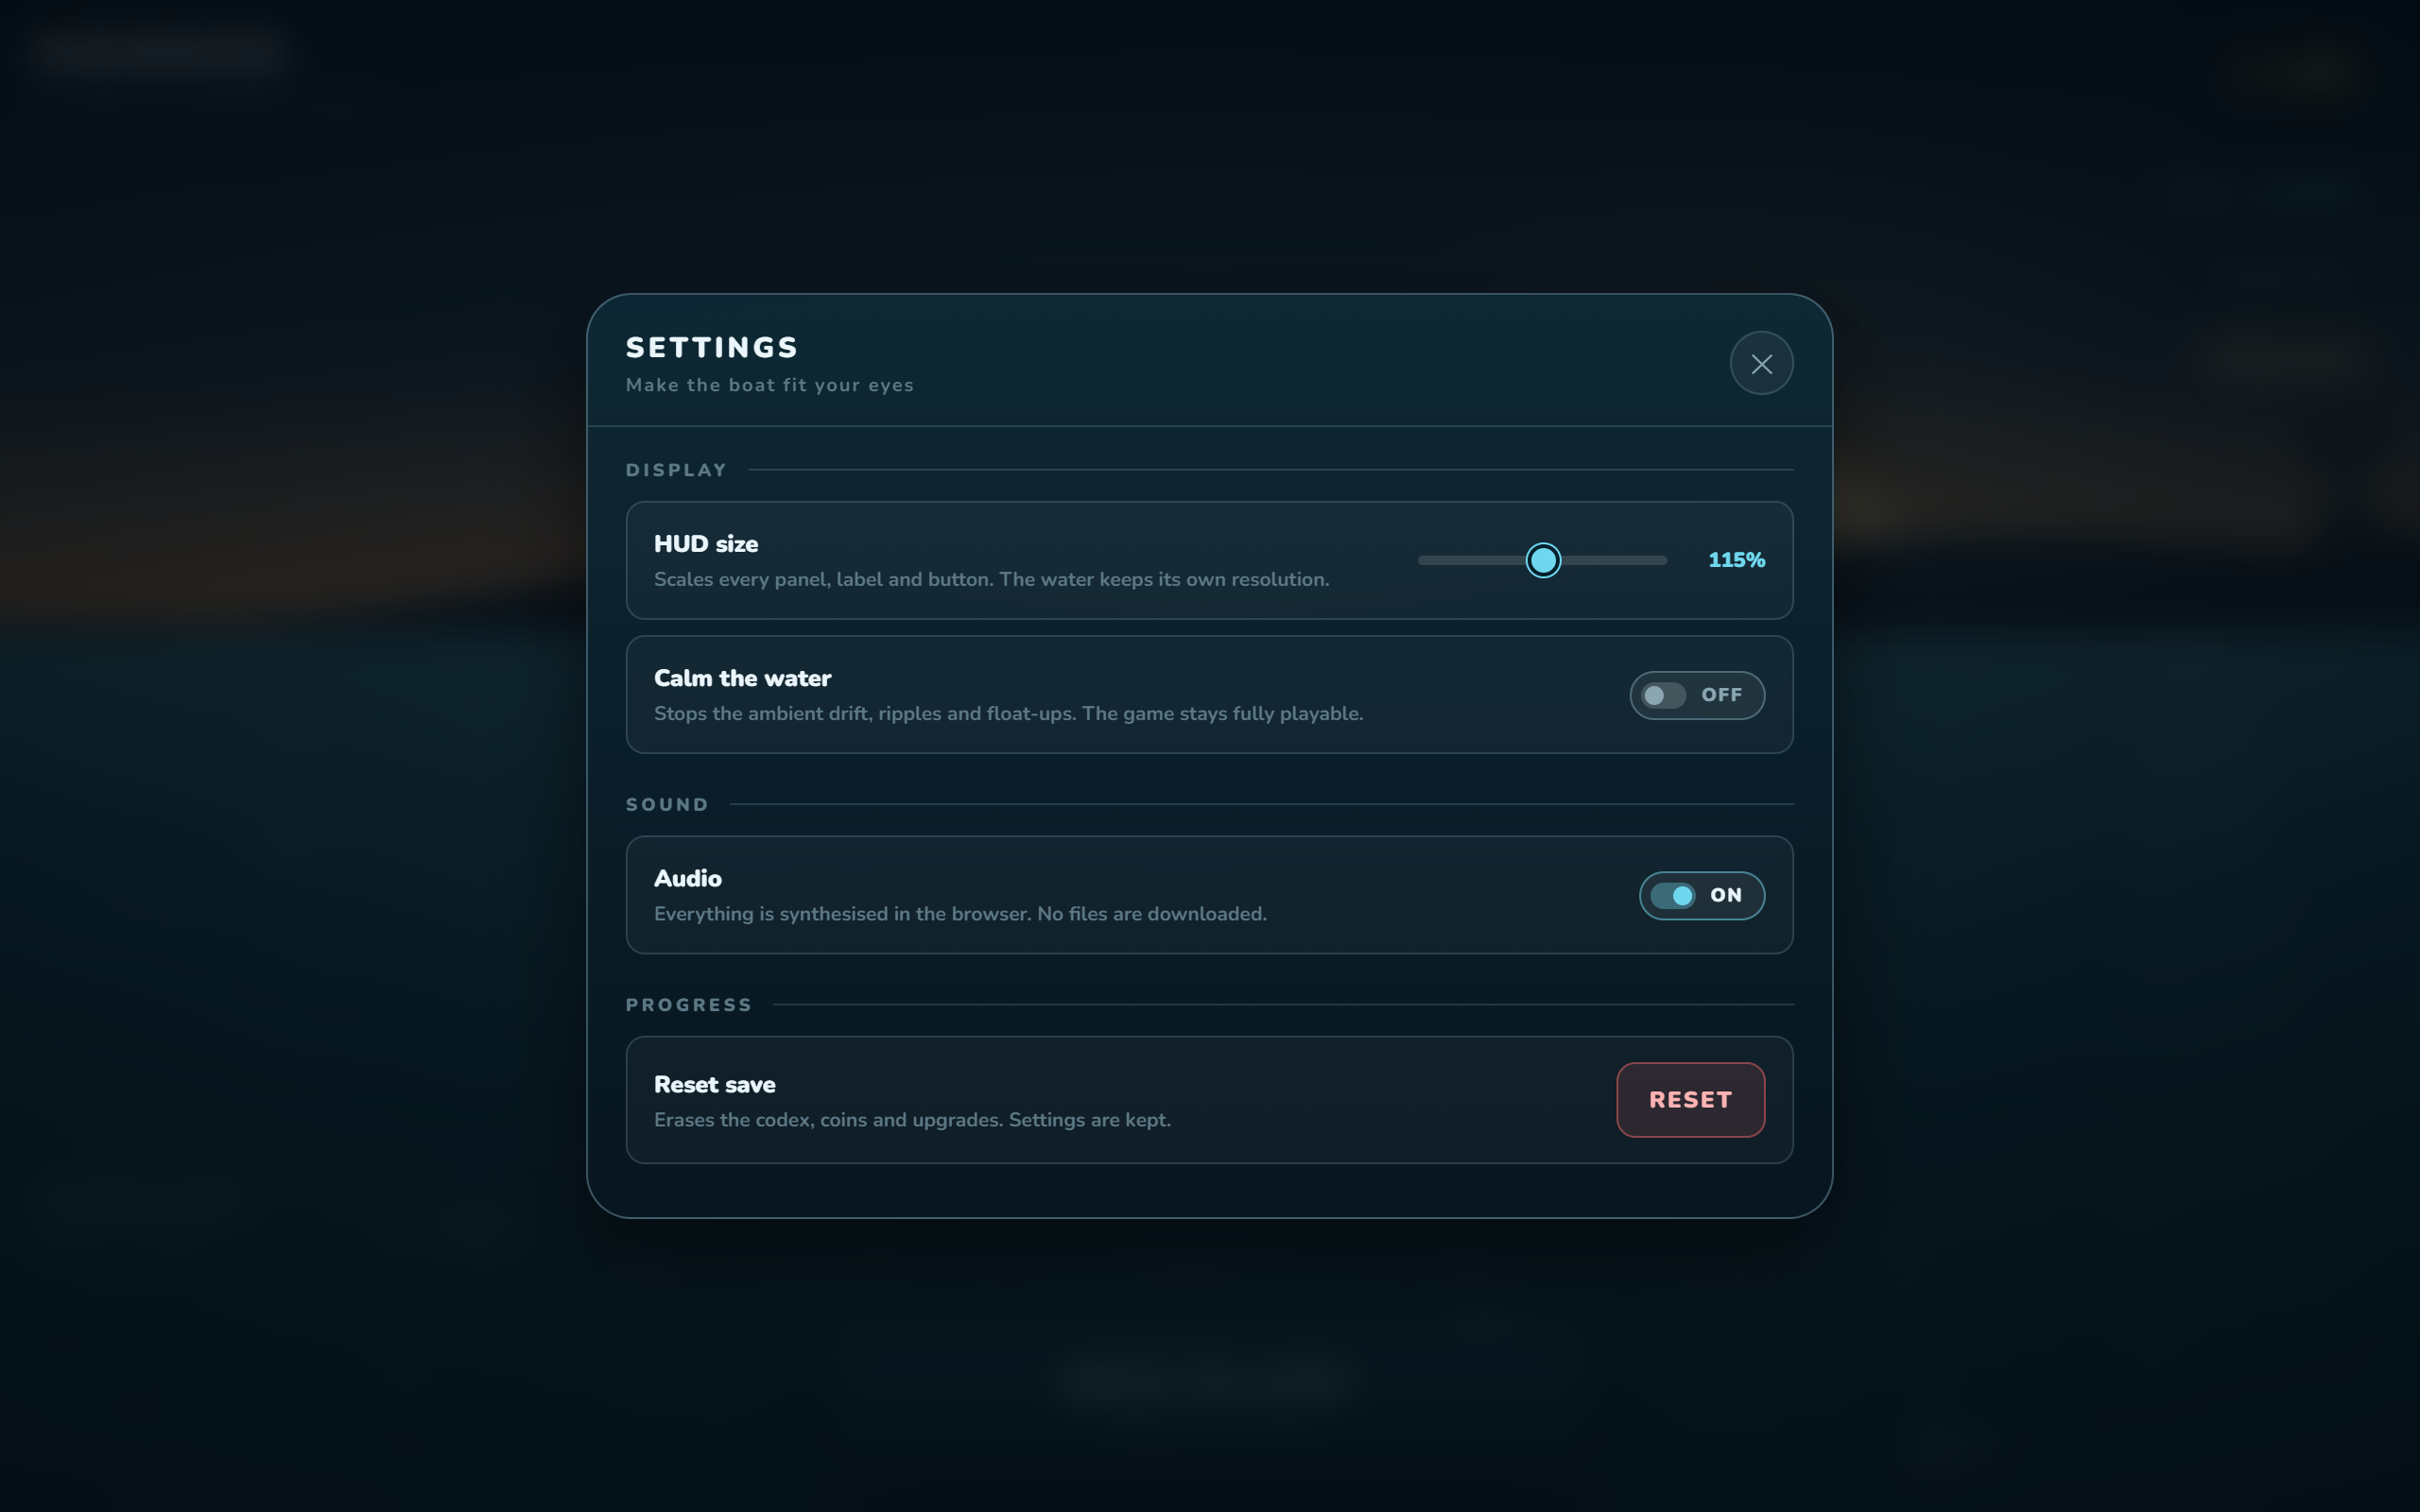 SETTINGS
Make the boat fit your eyes
DISPLAY
HUD size
Scales every panel, label and button. The water keeps its own resolution.
115%
Calm the water
Stops the ambient drift, ripples and float-ups. The game stays fully playable.
OFF
SOUND
Audio
Everything is synthesised in the browser. No files are downloaded.
ON
PROGRESS
Reset save
Erases the codex, coins and upgrades. Settings are kept.
RESET